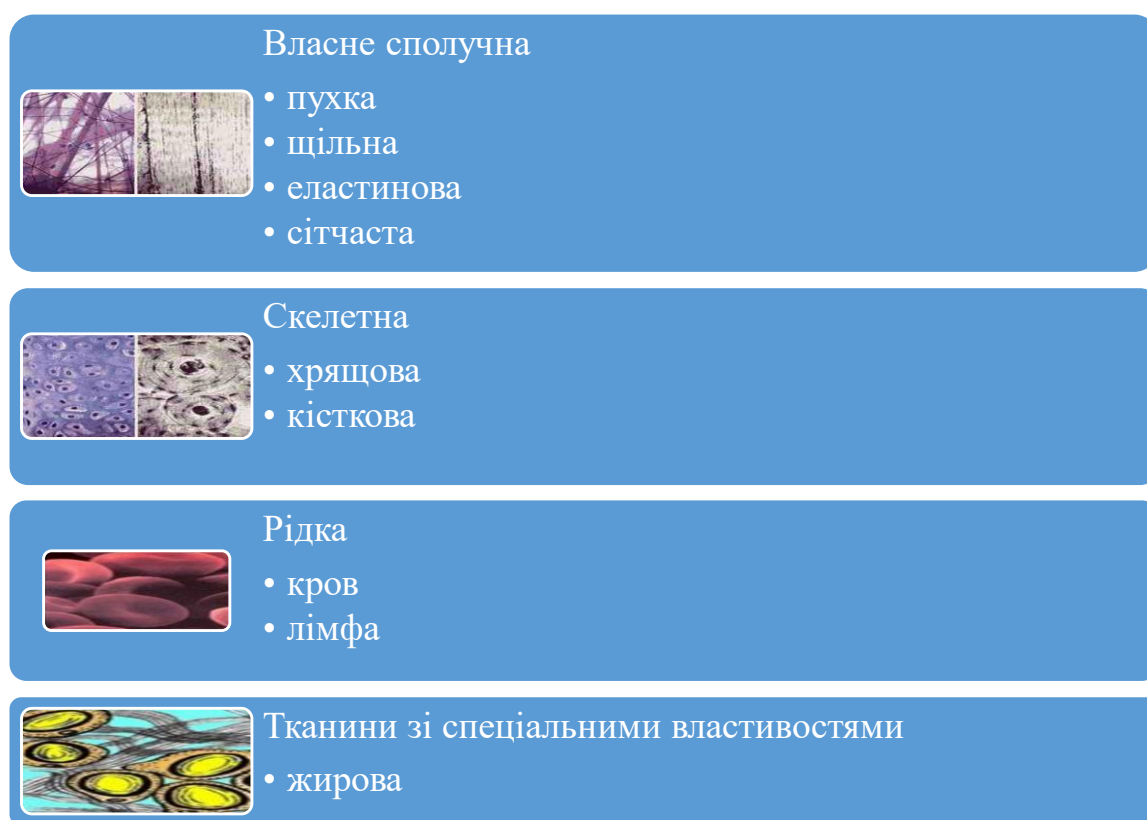 Власне сполучна
• пухка
• щільна
• еластинова
• сітчаста
Скелетна
• хрящова
• кісткова
Рідка
• кров
• лімфа
Тканини зі спеціальними властивостями
• жирова